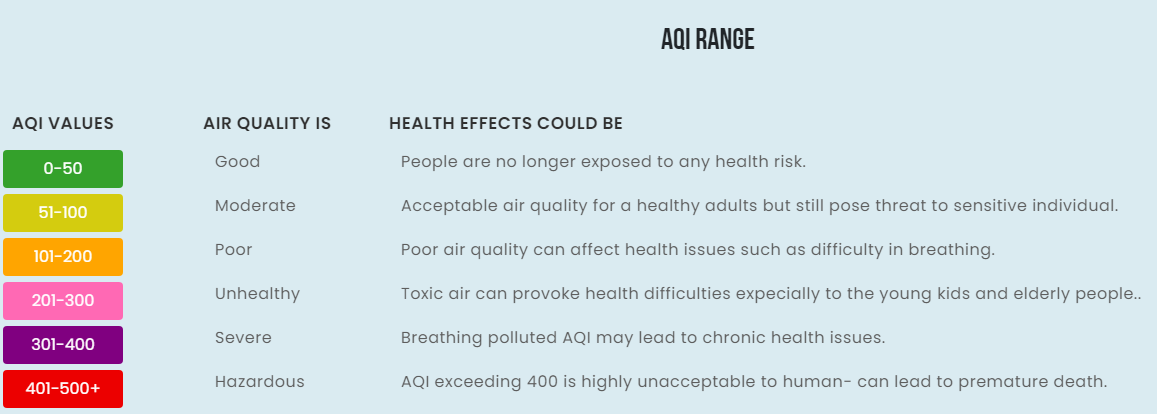 AQI RANGE
AQI VALUES AIR QUALITY IS HEALTH EFFECTS COULD BE
0-50 Good People are no longer exposed to any health risk.
51-100 Moderate Acceptable air quality for a healthy adults but still pose threat to sensitive individual.
101-200 Poor Poor air quality can affect health issues such as difficulty in breathing.
201-300 Unhealthy Toxic air can provoke health difficulties expecially to the young kids and elderly people..
301-400 Severe Breathing polluted AQI may lead to chronic health issues.
401-500+ Hazardous AQI exceeding 400 is highly unacceptable to human- can lead to premature death.